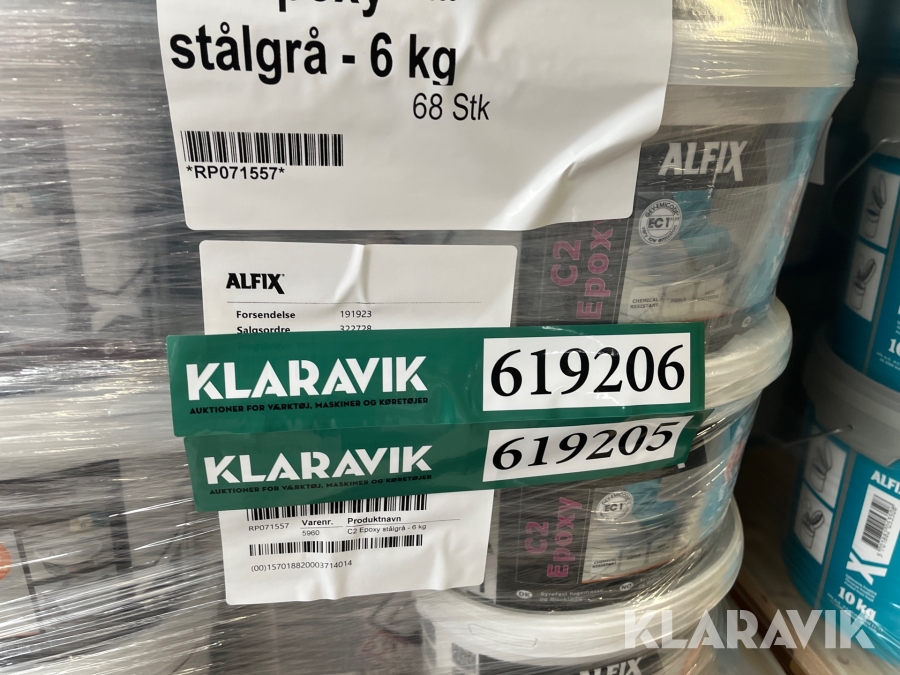 stålgrå - 6 kg
68 Stk
*RP071557*
ALFIX
Forsendelse 191923
Salgsordre 322728
KLARAVIK
AUKTIONER FOR VÆRKTØJ, MASKINER OG KØRETØJER
619206
KLARAVIK
AUKTIONER FOR VÆRKTØJ, MASKINER OG KØRETØJER
619205
RP071557 Varenr. Produktnavn
5960 C2 Epoxy stålgrå - 6 kg
(00)157018820003714014
ALFIX
C2
Epox
C2
Epoxy
ALFIX
ALFIX
10 kg
KLARAVIK